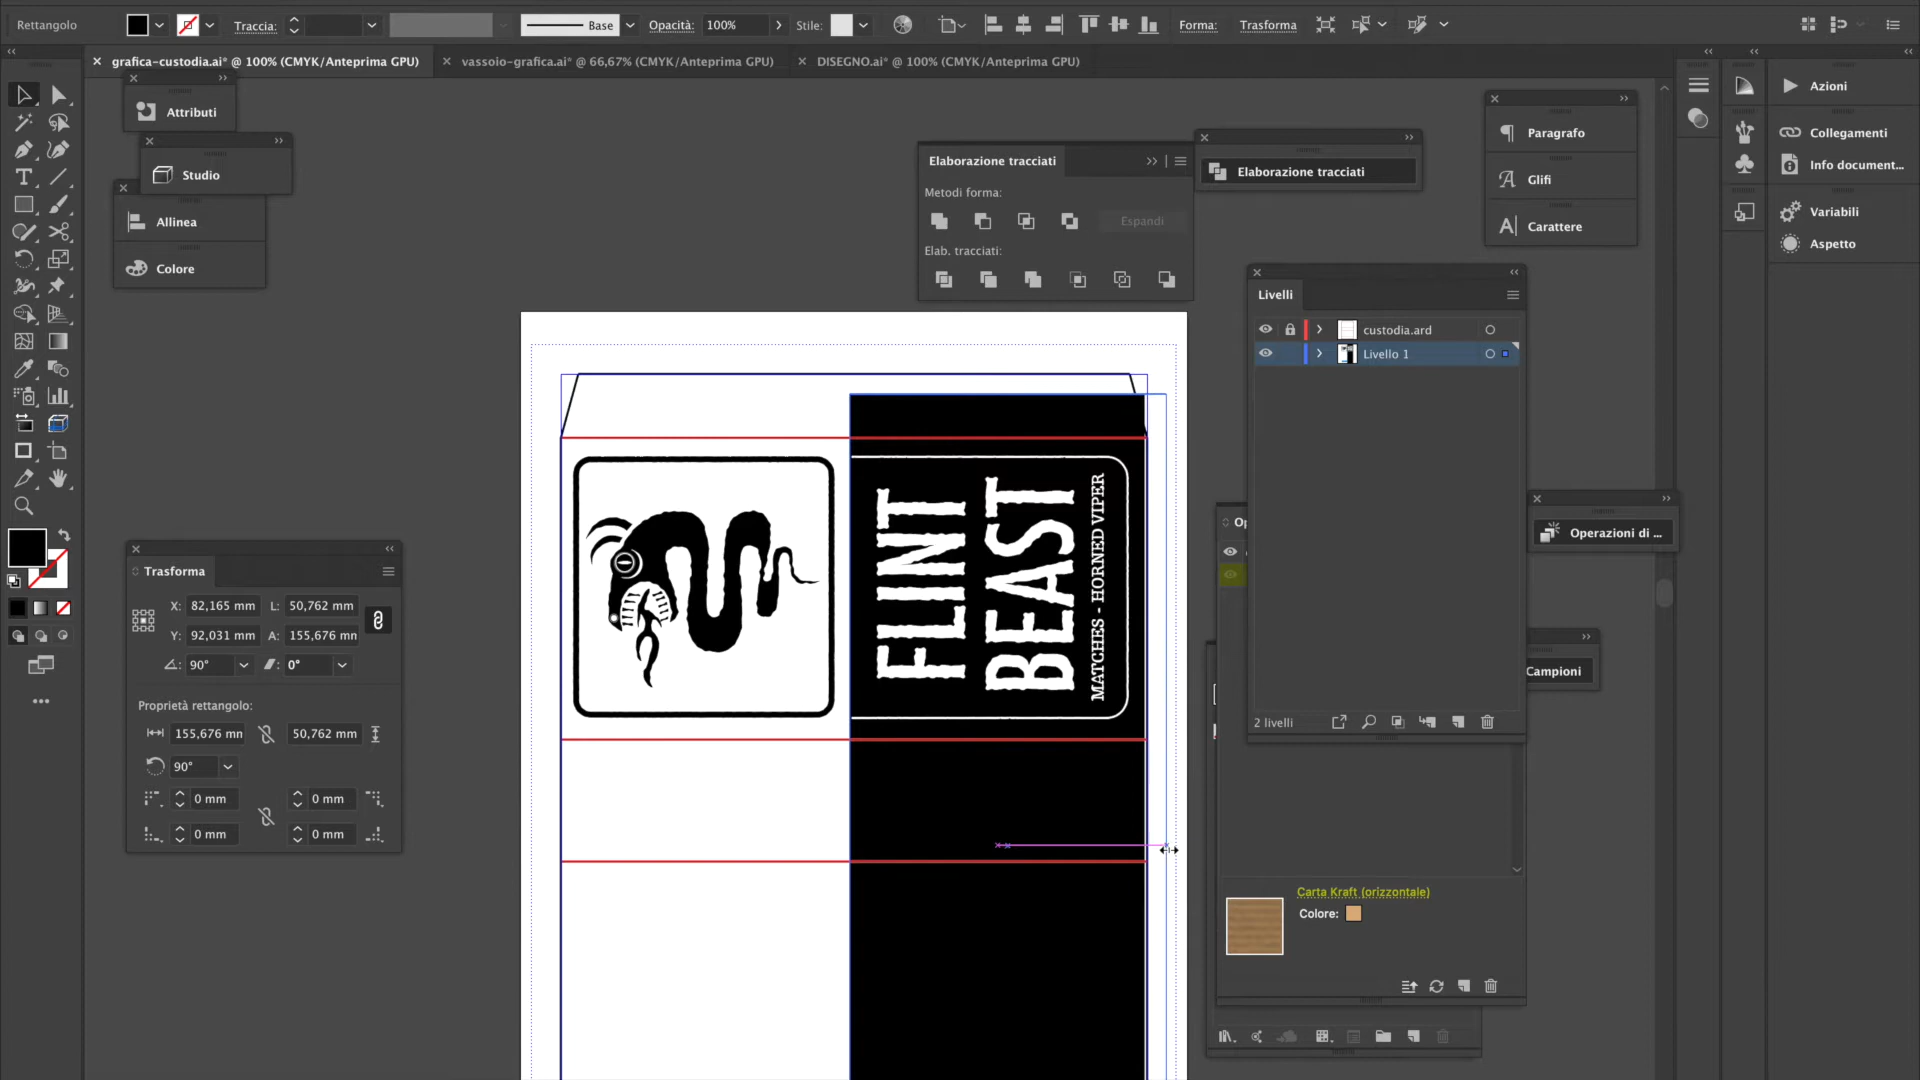 Rettangolo
Traccia:
Base
Opacità:
100%
Stile:
Forma:
Trasforma
grafica-custodia.ai* @ 100% (CMYK/Anteprima GPU)
vassoio-grafica.ai* @ 66,67% (CMYK/Anteprima GPU)
DISEGNO.ai* @ 100% (CMYK/Anteprima GPU)
Attributi
Studio
Allinea
Colore
Elaborazione tracciati
Metodi forma:
Espandi
Elab. tracciati:
Elaborazione tracciati
Paragrafo
Glifi
Carattere
Azioni
Collegamenti
Info document...
Variabili
Aspetto
Livelli
custodia.ard
Livello 1
2 livelli
FLINT
BEAST
MATCHES - HORNED VIPER
Trasforma
X: 82,165 mm L: 50,762 mm
Y: 92,031 mm A: 155,676 mm
90° 0°
Proprietà rettangolo:
155,676 mm 50,762 mm
90°
0 mm 0 mm
0 mm 0 mm
Op
Operazioni di ...
Campioni
Carta Kraft (orizzontale)
Colore: